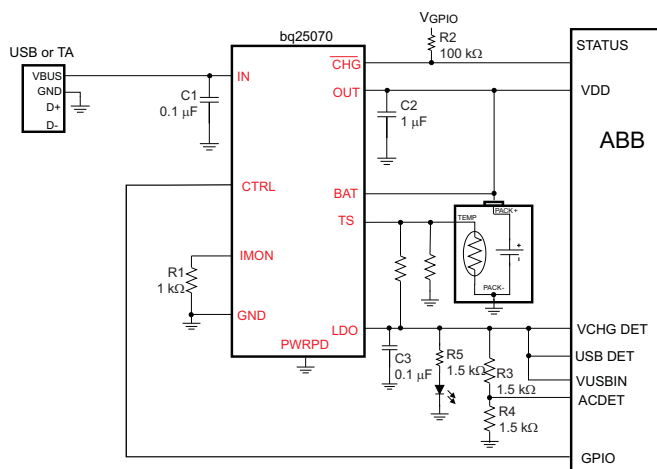 VGPIO
bq25070
R2
100 kΩ
STATUS
USB or TA
CHG
VBUS
IN
GND
C1
0.1 μF
OUT
VDD
D+
D-
C2
1 μF
ABB
CTRL
BAT
TS
TEMP
PACK+
+
-
IMON
R1
1 kΩ
PACK-
GND
LDO
VCHG DET
PWRPD
C3
0.1 μF
R5
1.5 kΩ
R3
1.5 kΩ
USB DET
VUSBIN
ACDET
R4
1.5 kΩ
GPIO